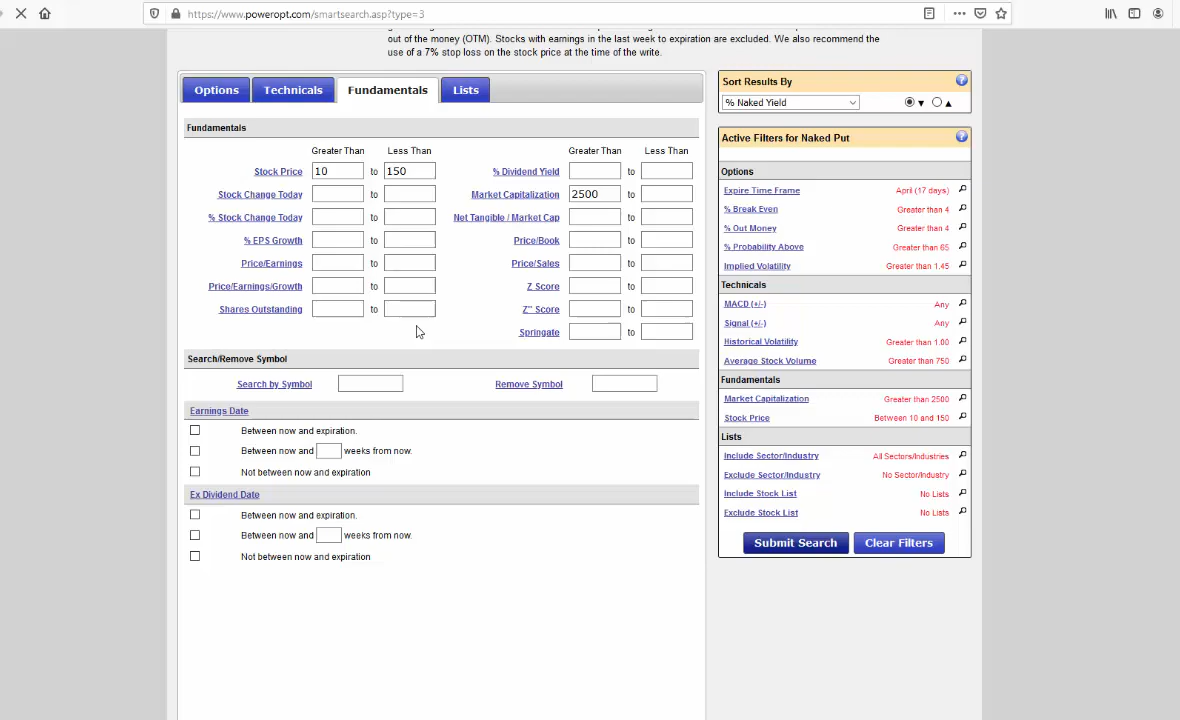 https://www.poweropt.com/smartsearch.asp?type=3
out of the money (OTM). Stocks with earnings in the last week to expiration are excluded. We also recommend the
use of a 7% stop loss on the stock price at the time of the write.
Options Technicals Fundamentals Lists
Fundamentals
Greater Than Less Than Greater Than Less Than
Stock Price 10 to 150 % Dividend Yield to
Stock Change Today to Market Capitalization 2500 to
% Stock Change Today to Net Tangible / Market Cap to
% EPS Growth to Price/Book to
Price/Earnings to Price/Sales to
Price/Earnings/Growth to Z Score to
Shares Outstanding to Z" Score to
Springate to
Search/Remove Symbol
Search by Symbol Remove Symbol
Earnings Date
Between now and expiration.
Between now and weeks from now.
Not between now and expiration
Ex Dividend Date
Between now and expiration.
Between now and weeks from now.
Not between now and expiration
Sort Results By ?
% Naked Yield
Active Filters for Naked Put ?
Options
Expire Time Frame April (17 days)
% Break Even Greater than 4
% Out Money Greater than 4
% Probability Above Greater than 65
Implied Volatility Greater than 1.45
Technicals
MACD (+/-) Any
Signal (+/-) Any
Historical Volatility Greater than 1.00
Average Stock Volume Greater than 750
Fundamentals
Market Capitalization Greater than 2500
Stock Price Between 10 and 150
Lists
Include Sector/Industry All Sectors/Industries
Exclude Sector/Industry No Sector/Industry
Include Stock List No Lists
Exclude Stock List No Lists
Submit Search Clear Filters